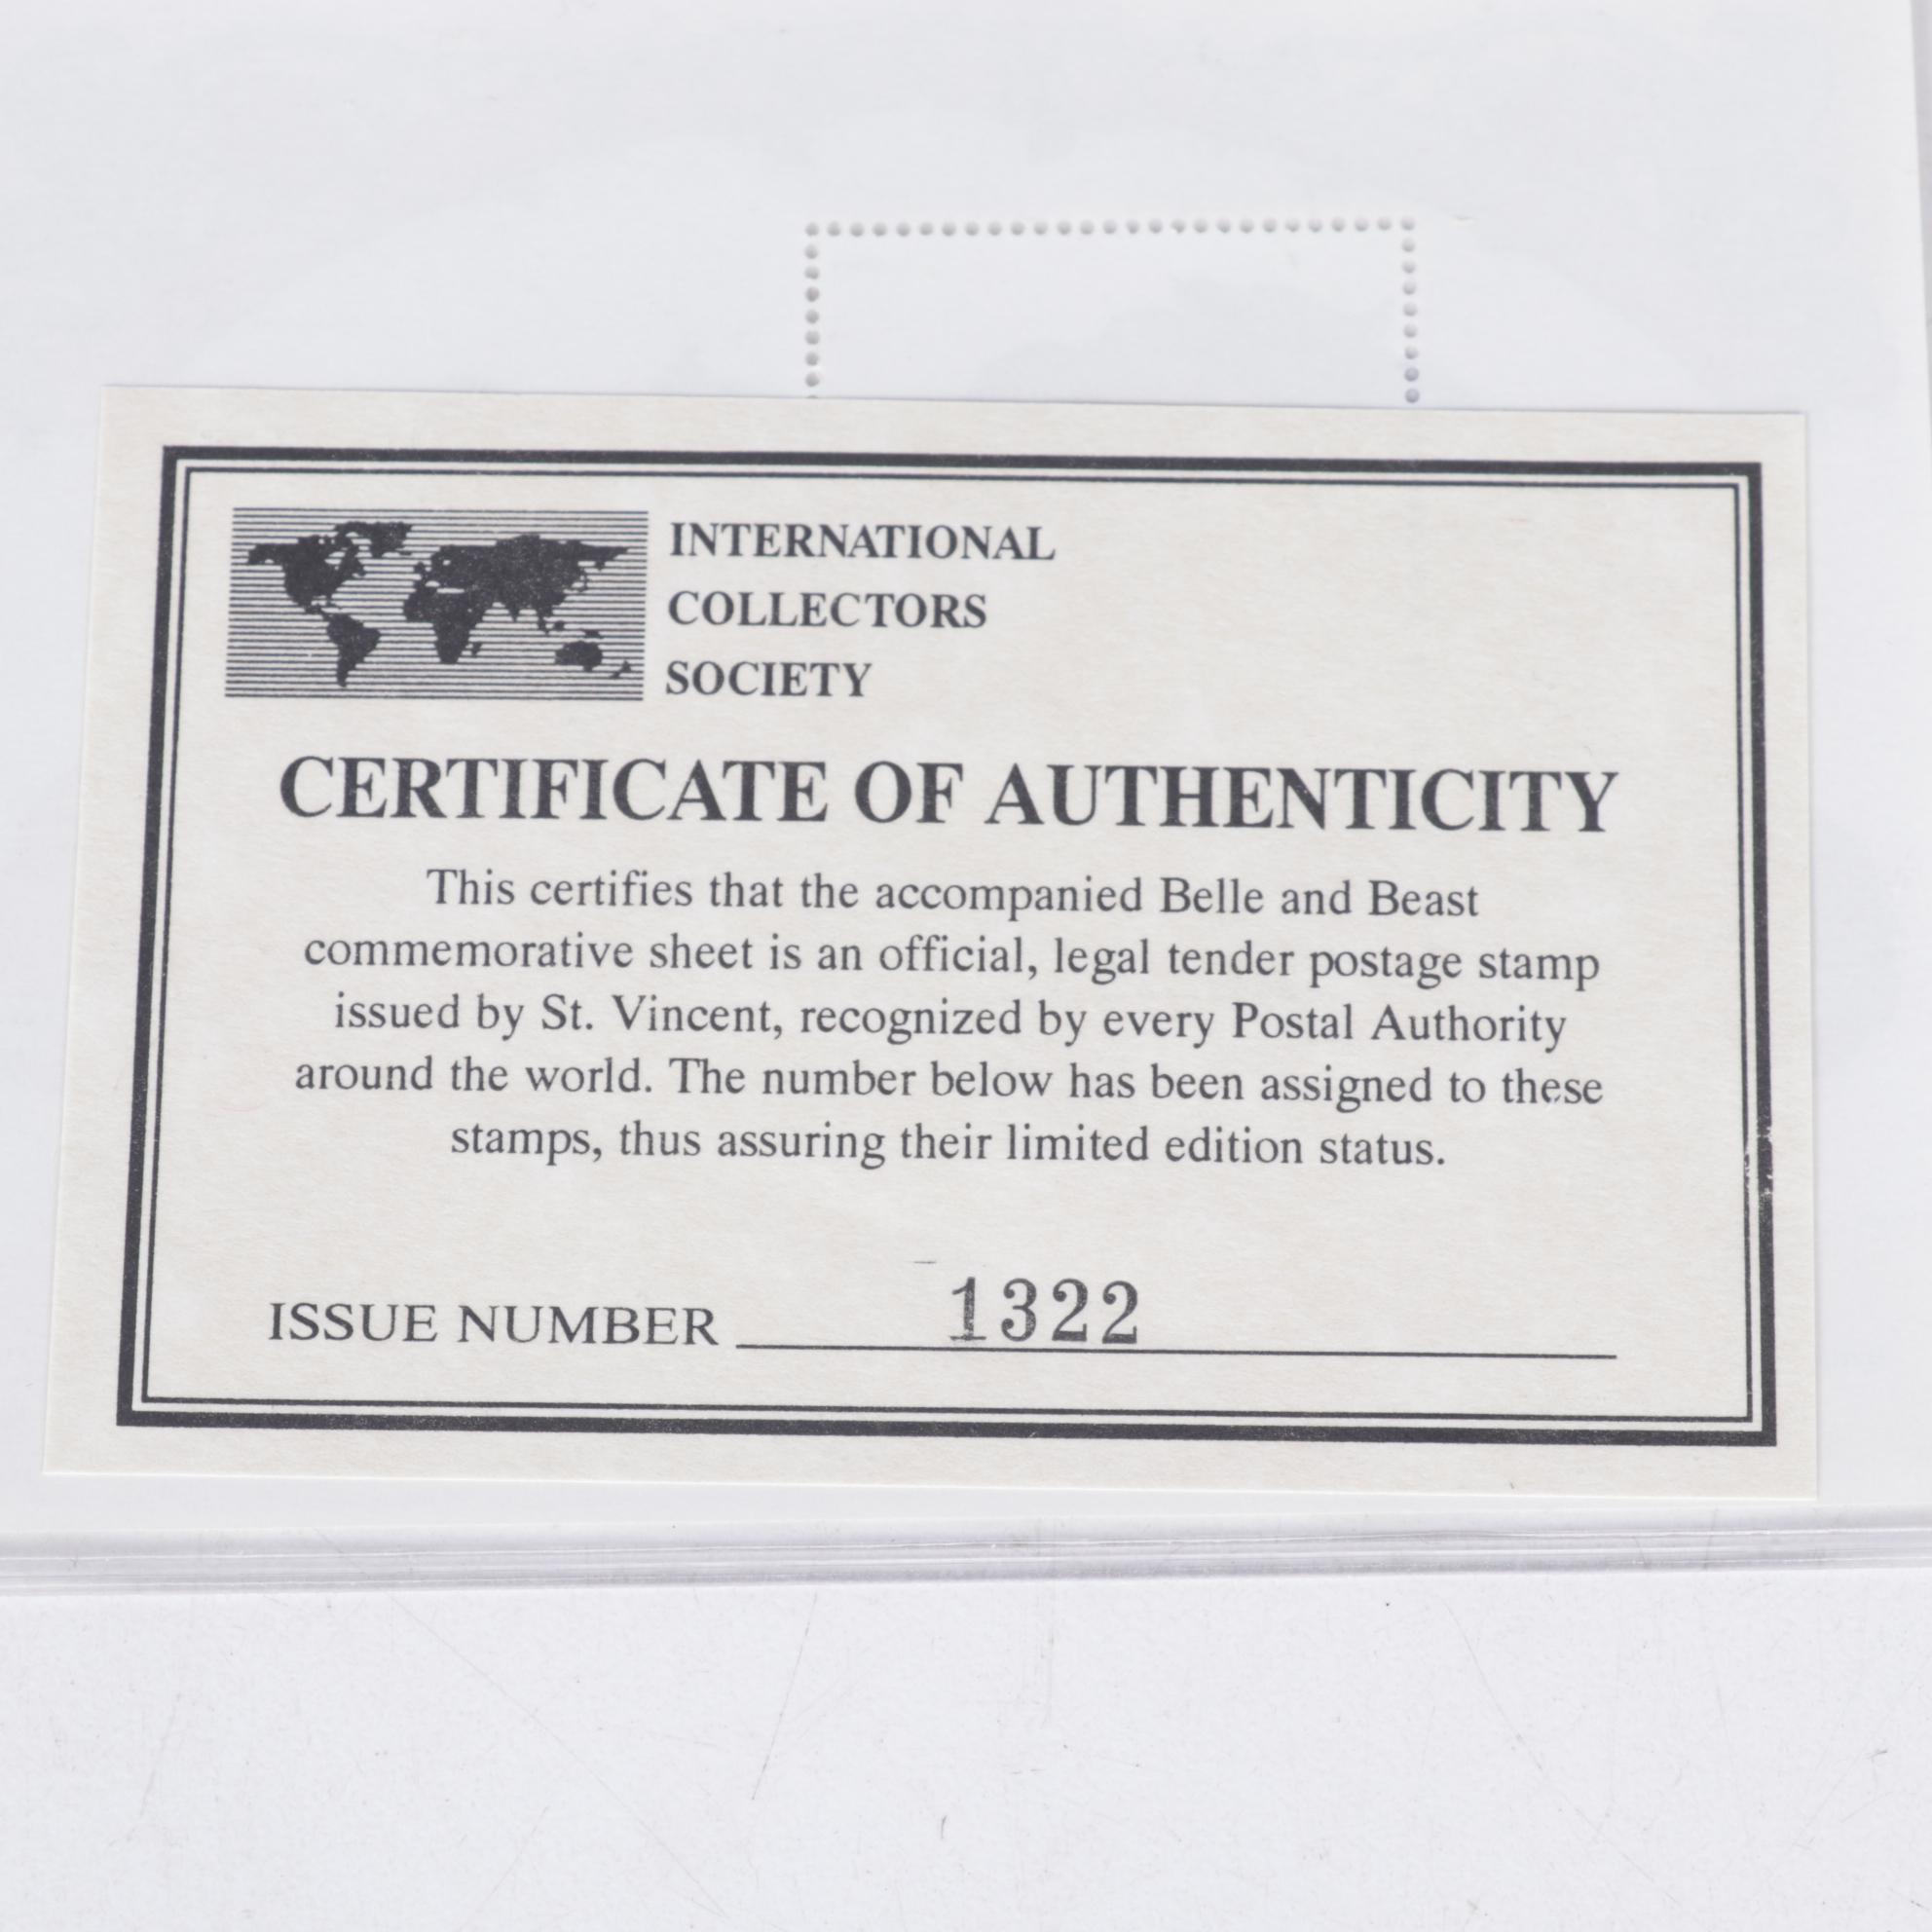 INTERNATIONAL
COLLECTORS
SOCIETY
CERTIFICATE OF AUTHENTICITY
This certifies that the accompanied Belle and Beast
commemorative sheet is an official, legal tender postage stamp
issued by St. Vincent, recognized by every Postal Authority
around the world. The number below has been assigned to these
stamps, thus assuring their limited edition status.
ISSUE NUMBER 1322